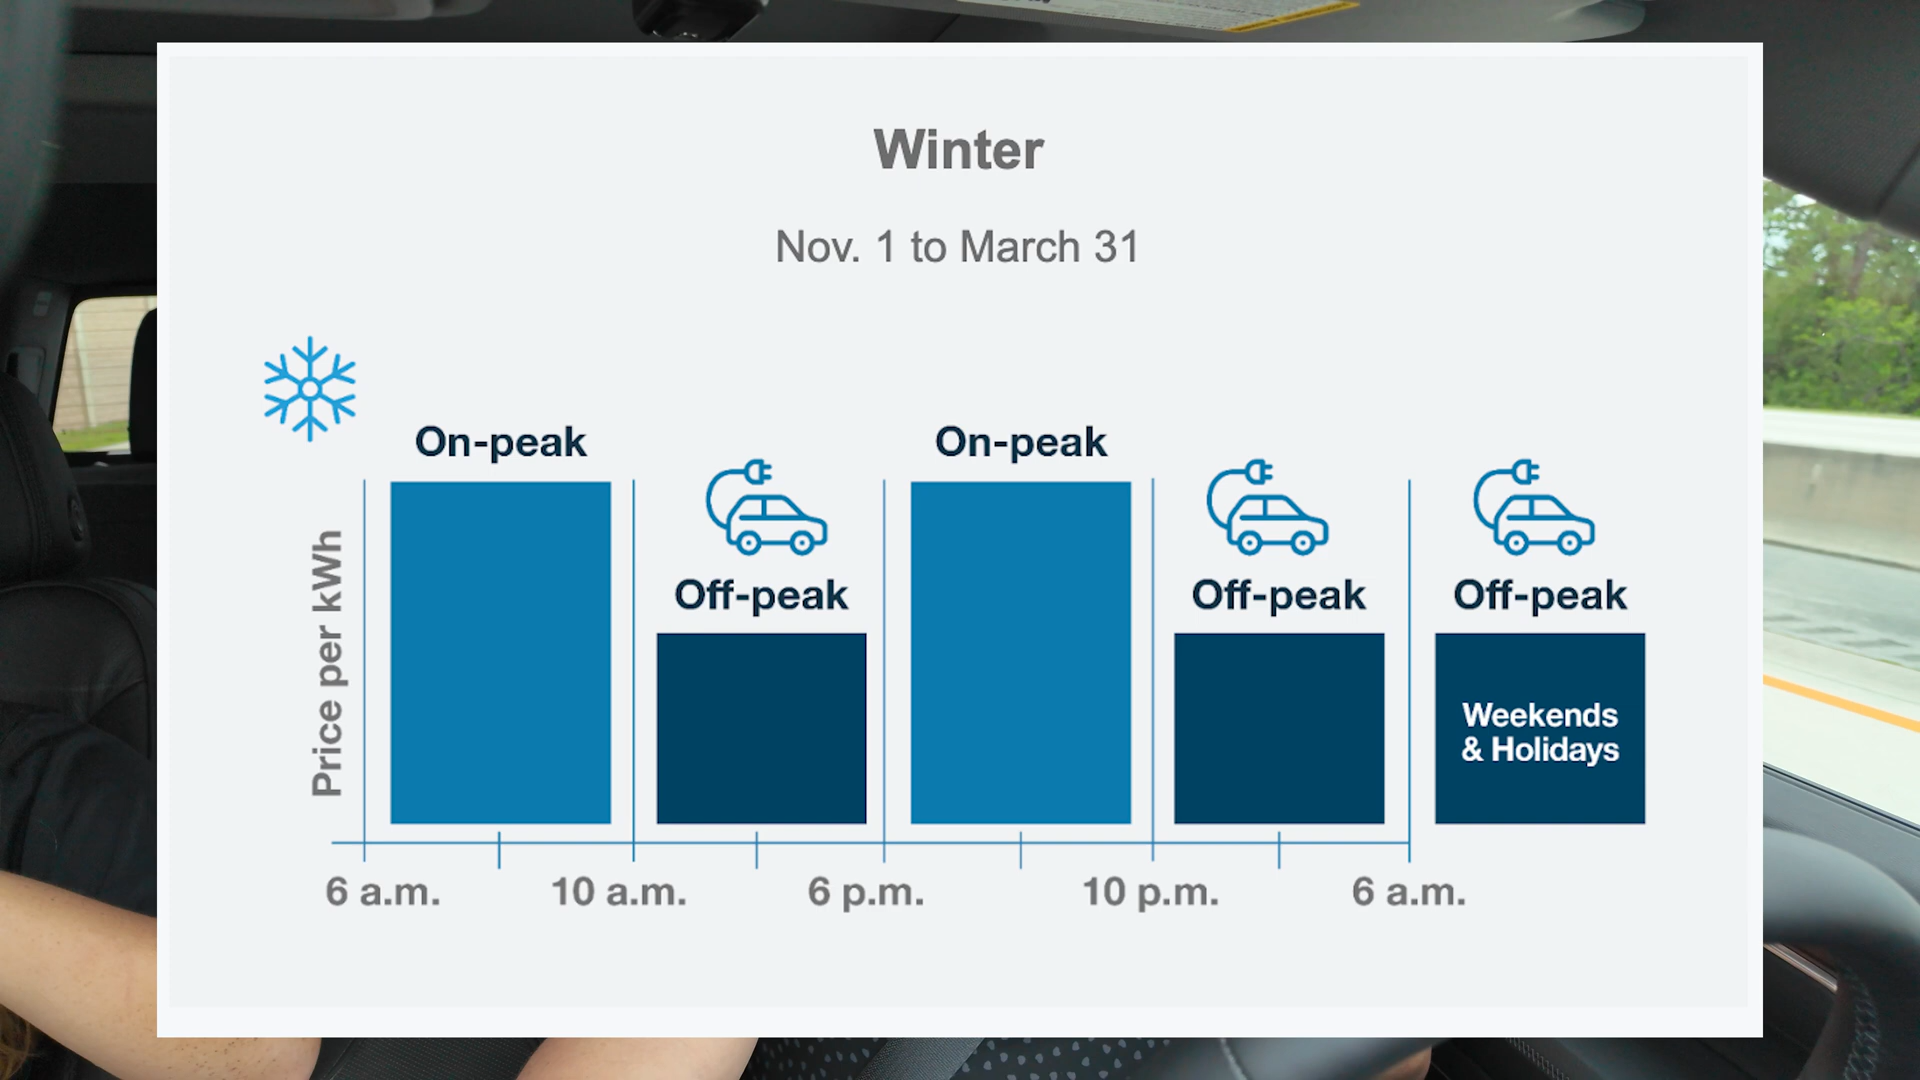 Winter
Nov. 1 to March 31
On-peak
On-peak
Off-peak
Off-peak
Off-peak
Price per kWh
Weekends
& Holidays
6 a.m.
10 a.m.
6 p.m.
10 p.m.
6 a.m.